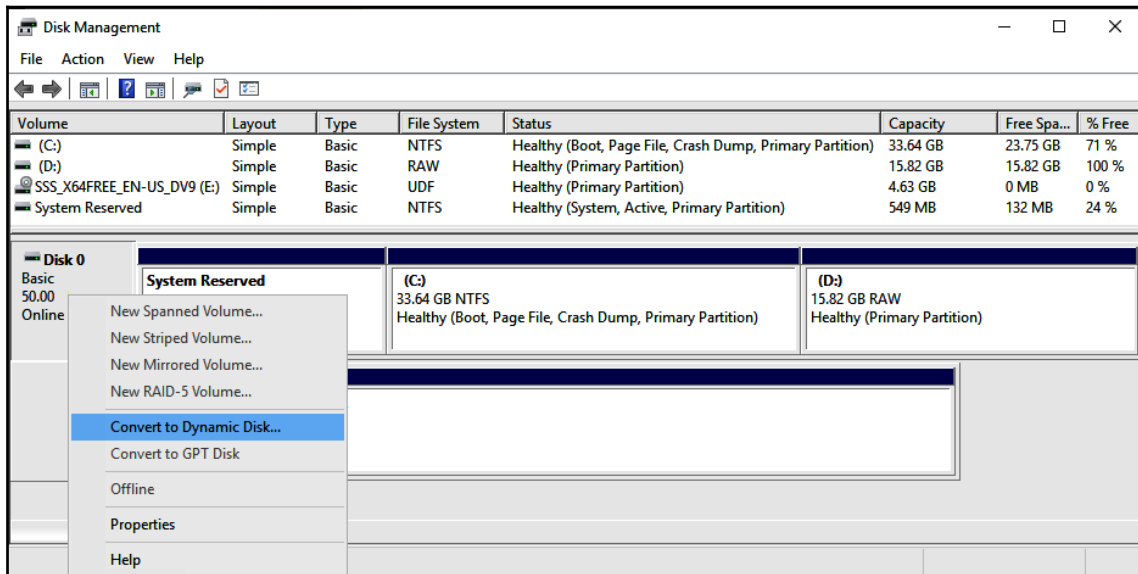 Disk Management
File Action View Help
Volume Layout Type File System Status Capacity Free Spa... % Free
(C:) Simple Basic NTFS Healthy (Boot, Page File, Crash Dump, Primary Partition) 33.64 GB 23.75 GB 71 %
(D:) Simple Basic RAW Healthy (Primary Partition) 15.82 GB 15.82 GB 100 %
SSS_X64FREE_EN-US_DV9 (E:) Simple Basic UDF Healthy (Primary Partition) 4.63 GB 0 MB 0 %
System Reserved Simple Basic NTFS Healthy (System, Active, Primary Partition) 549 MB 132 MB 24 %
Disk 0
Basic
50.00
Online
System Reserved
(C:)
33.64 GB NTFS
Healthy (Boot, Page File, Crash Dump, Primary Partition)
(D:)
15.82 GB RAW
Healthy (Primary Partition)
New Spanned Volume...
New Striped Volume...
New Mirrored Volume...
New RAID-5 Volume...
Convert to Dynamic Disk...
Convert to GPT Disk
Offline
Properties
Help